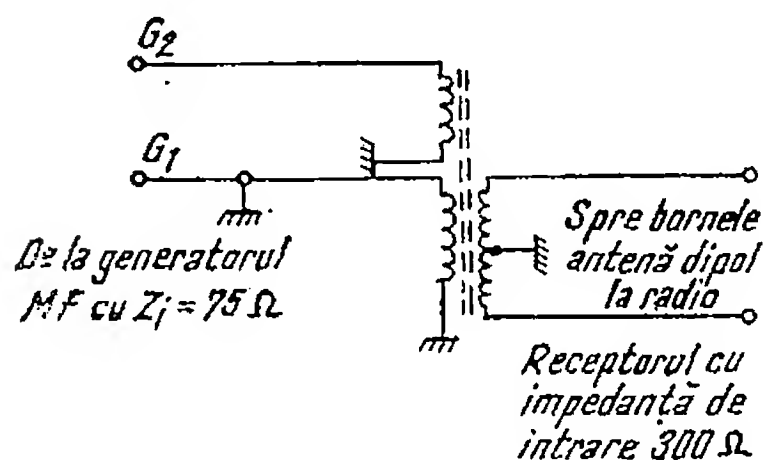 G2
G1
De la generatorul
MF cu Zi = 75 Ω
Spre bornele
antenă dipol
la radio
Receptorul cu
impedanță de
intrare 300 Ω